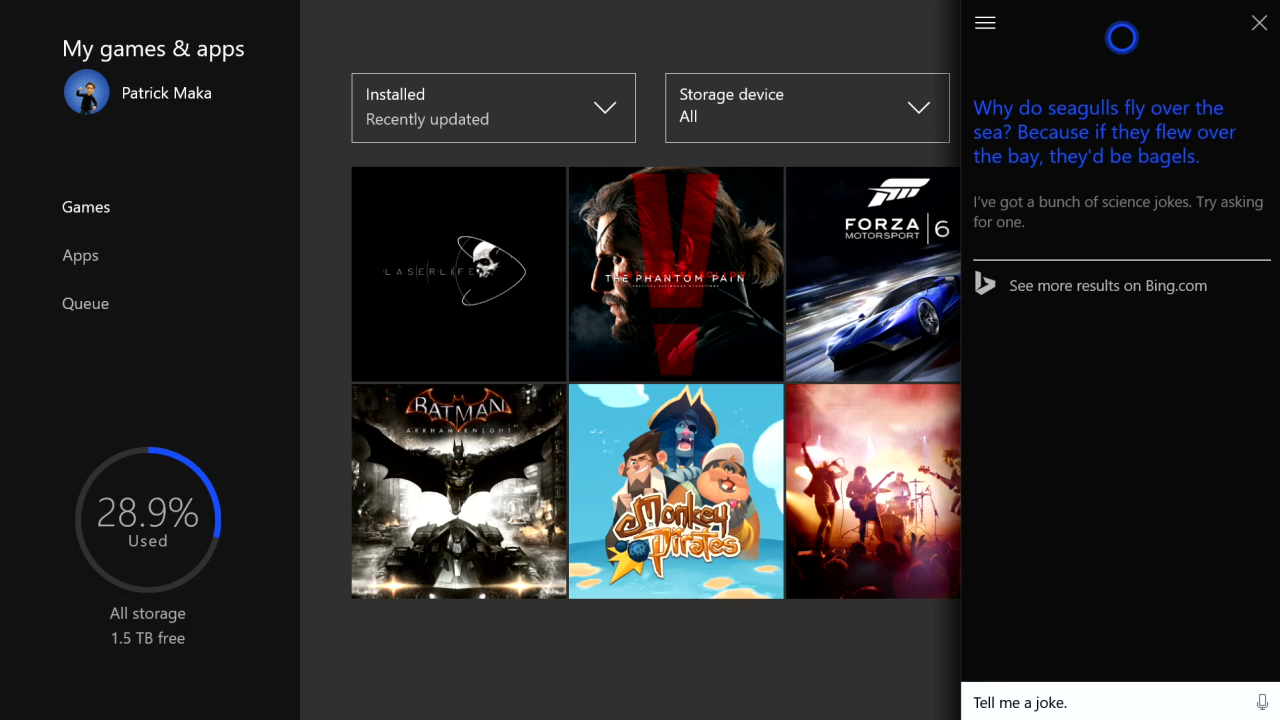 My games & apps
Patrick Maka
Games
Apps
Queue
28.9%
Used
All storage
1.5 TB free
Installed
Recently updated
Storage device
All
LASERLIFE
THE PHANTOM PAIN
FORZA
MOTORSPORT 6
BATMAN
ARKHAM KNIGHT
Monkey
Pirates
Why do seagulls fly over the
sea? Because if they flew over
the bay, they'd be bagels.
I've got a bunch of science jokes. Try asking
for one.
See more results on Bing.com
Tell me a joke.